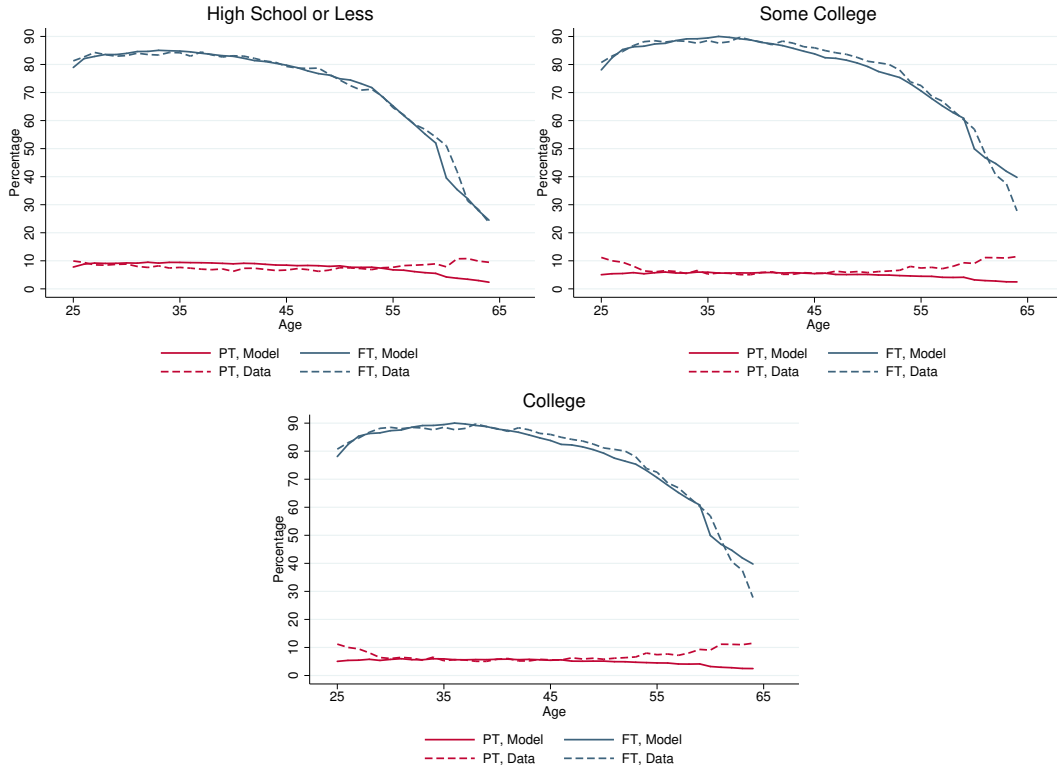 High School or Less
Percentage
90
80
70
60
50
40
30
20
10
0
25 35 45 55 65
Age
PT, Model FT, Model
PT, Data FT, Data
Some College
Percentage
90
80
70
60
50
40
30
20
10
0
25 35 45 55 65
Age
PT, Model FT, Model
PT, Data FT, Data
College
Percentage
90
80
70
60
50
40
30
20
10
0
25 35 45 55 65
Age
PT, Model FT, Model
PT, Data FT, Data